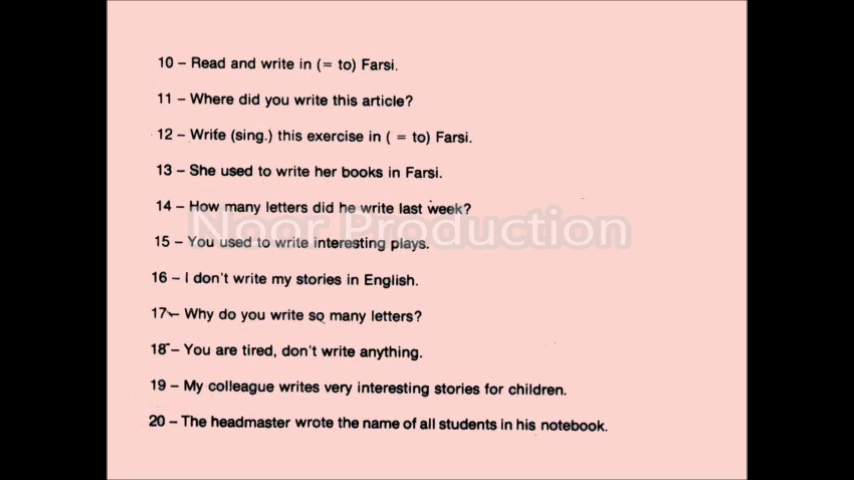 10 – Read and write in (= to) Farsi.
11 – Where did you write this article?
12 – Write (sing.) this exercise in ( = to) Farsi.
13 – She used to write her books in Farsi.
14 – How many letters did he write last week?
Noor Production
15 – You used to write interesting plays.
16 – I don't write my stories in English.
17 – Why do you write so many letters?
18 – You are tired, don't write anything.
19 – My colleague writes very interesting stories for children.
20 – The headmaster wrote the name of all students in his notebook.